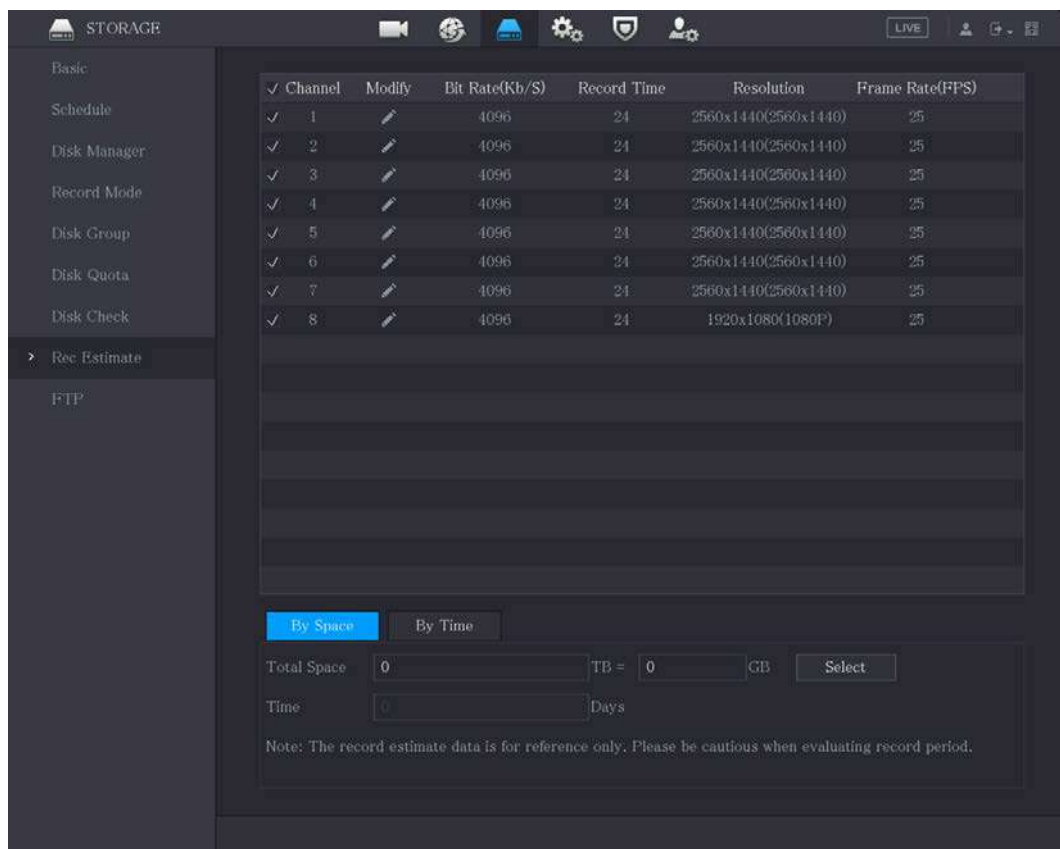 STORAGE
LIVE
Basic
Schedule
Disk Manager
Record Mode
Disk Group
Disk Quota
Disk Check
Rec Estimate
FTP
Channel Modify Bit Rate(Kb/S) Record Time Resolution Frame Rate(FPS)
1 4096 24 2560x1440(2560x1440) 25
2 4096 24 2560x1440(2560x1440) 25
3 4096 24 2560x1440(2560x1440) 25
4 4096 24 2560x1440(2560x1440) 25
5 4096 24 2560x1440(2560x1440) 25
6 4096 24 2560x1440(2560x1440) 25
7 4096 24 2560x1440(2560x1440) 25
8 4096 24 1920x1080(1080P) 25
By Space By Time
Total Space 0 TB = 0 GB Select
Time 0 Days
Note: The record estimate data is for reference only. Please be cautious when evaluating record period.